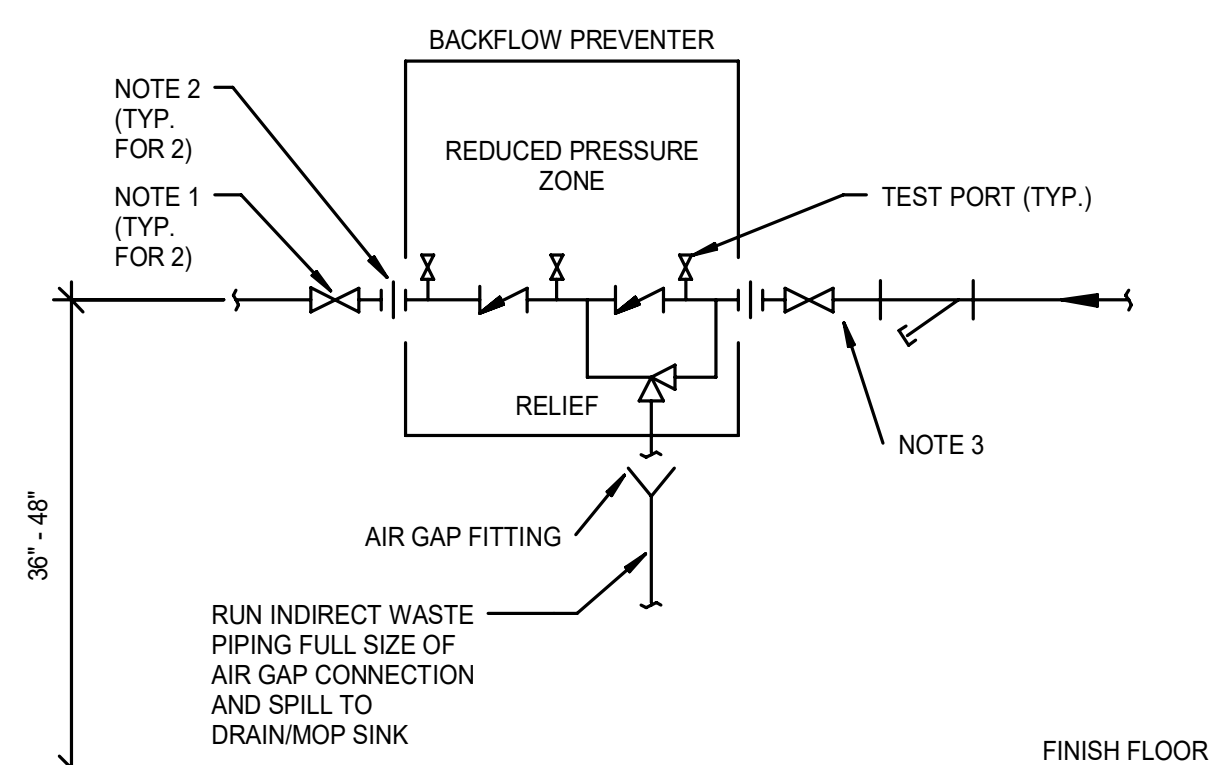 BACKFLOW PREVENTER
NOTE 2
(TYP.
FOR 2)
REDUCED PRESSURE
ZONE
NOTE 1
(TYP.
FOR 2)
TEST PORT (TYP.)
RELIEF
NOTE 3
36" - 48"
AIR GAP FITTING
RUN INDIRECT WASTE
PIPING FULL SIZE OF
AIR GAP CONNECTION
AND SPILL TO
DRAIN/MOP SINK
FINISH FLOOR